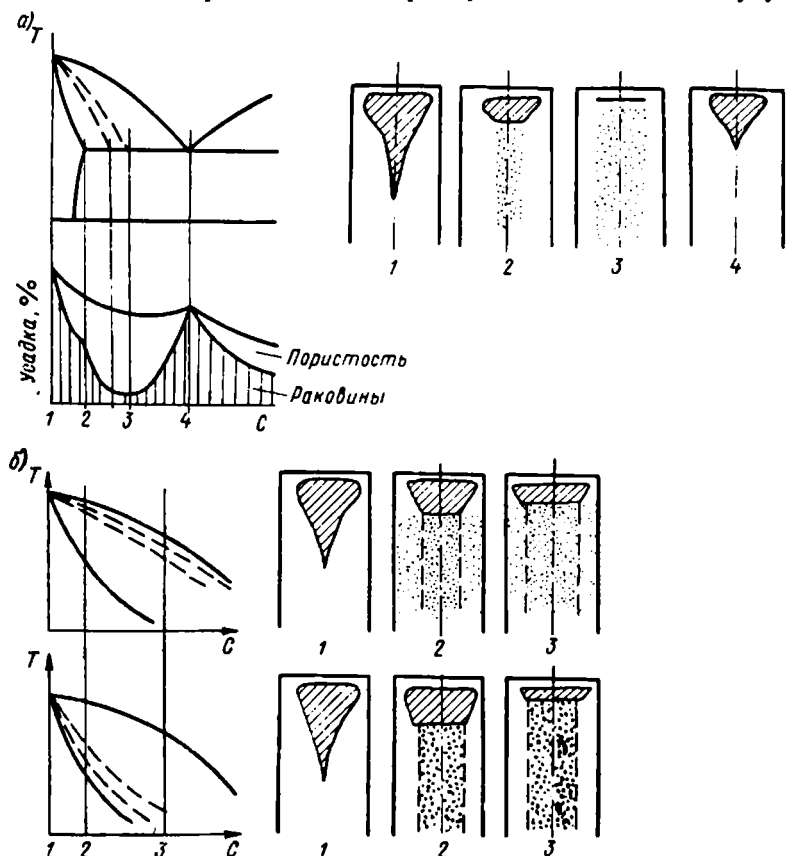 а) T
1 2 3 4
Усадка, %
Пористость
Раковины
1 2 3 4 C
б) T
C
1 2 3
T
1 2 3 C
1 2 3